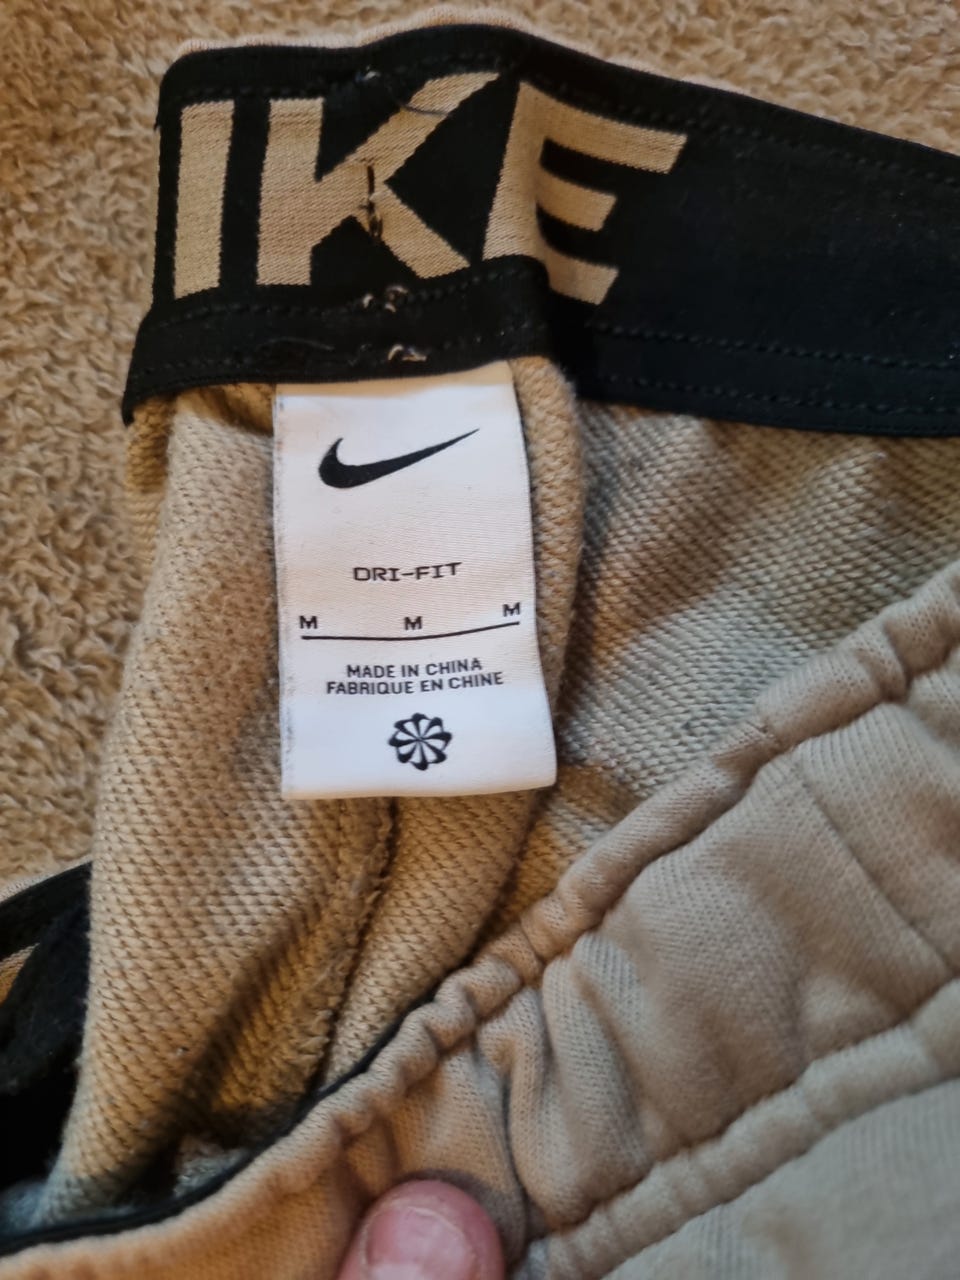 IKE
DRI-FIT
M M M
MADE IN CHINA
FABRIQUE EN CHINE